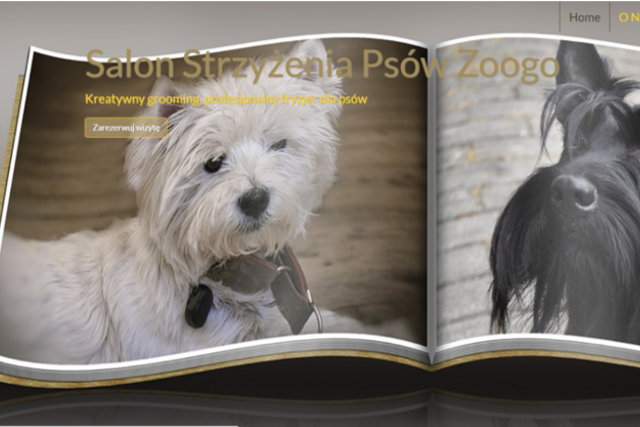 Home
O N
Salon Strzyżenia Psów Zoogo
Kreatywny grooming, profesjonalny fryzjer dla psów
Zarezerwuj wizytę